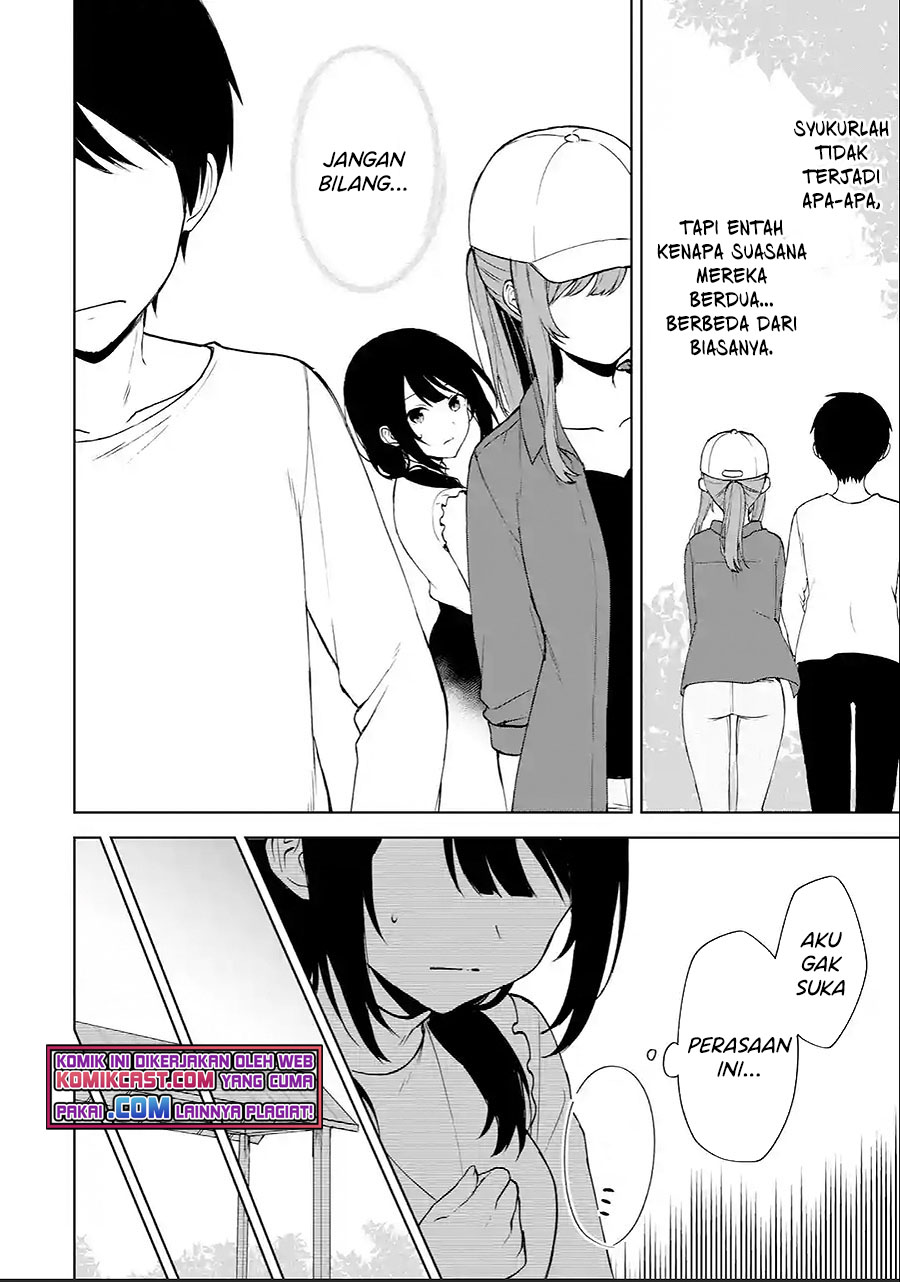 SYUKURLAH
TIDAK
TERJADI
APA-APA,
TAPI ENTAH
KENAPA SUASANA
MEREKA
BERDUA...
BERBEDA DARI
BIASANYA.
JANGAN
BILANG...
AKU
GAK
SUKA
PERASAAN
INI...
KOMIK INI DIKERJAKAN OLEH WEB
KOMIKCAST.COM YANG CUMA
PAKAI .COM LAINNYA PLAGIAT!